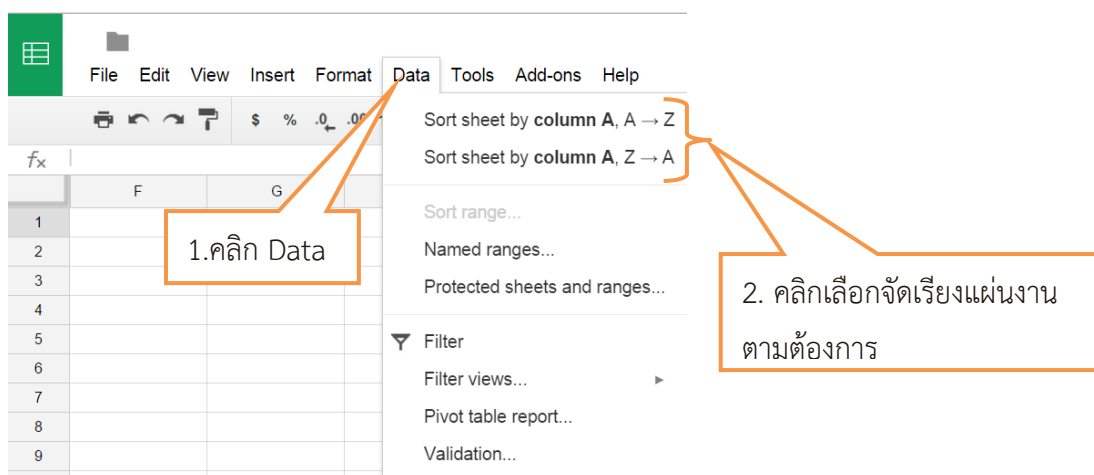 File Edit View Insert Format Data Tools Add-ons Help
$ % .0 .00
Sort sheet by column A, A → Z
Sort sheet by column A, Z → A
fx
F G
Sort range...
1
1.คลิก Data
2
Named ranges...
3
Protected sheets and ranges...
2. คลิกเลือกจัดเรียงแผ่นงาน
ตามต้องการ
4
5
Filter
6
Filter views...
7
Pivot table report...
8
9
Validation...